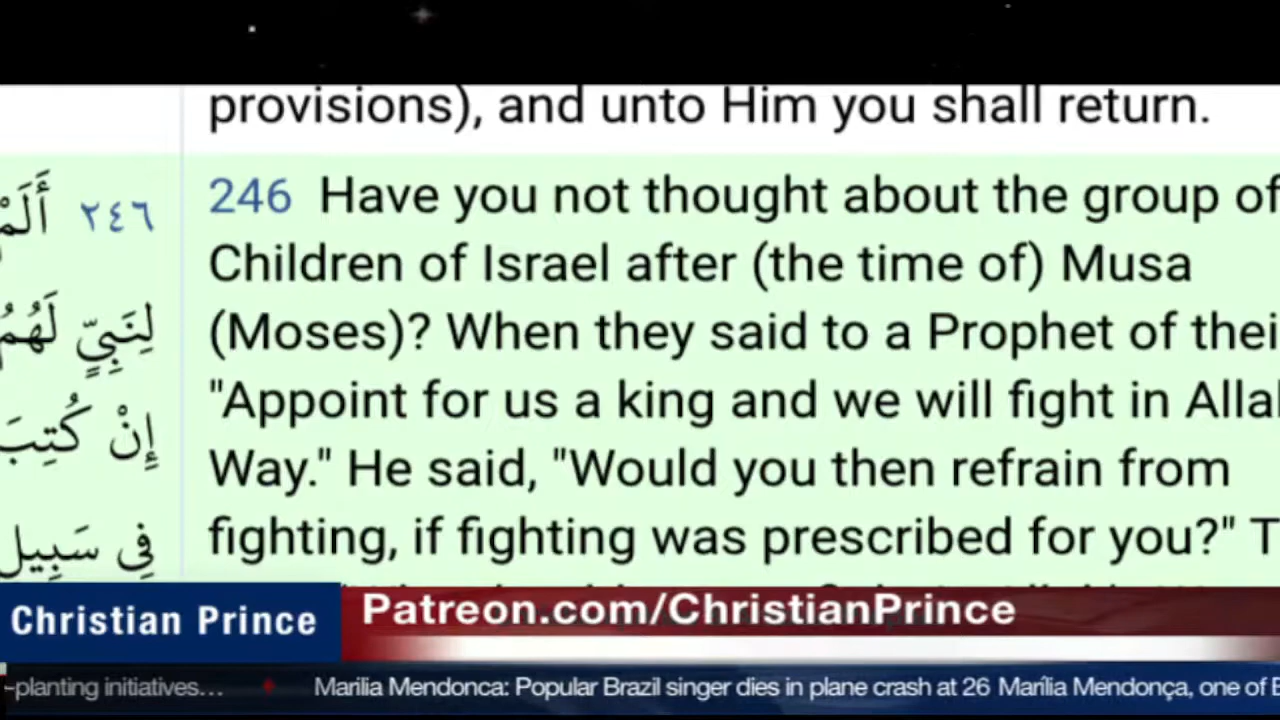 provisions), and unto Him you shall return.
246 Have you not thought about the group of
Children of Israel after (the time of) Musa
(Moses)? When they said to a Prophet of thei
"Appoint for us a king and we will fight in Alla
Way." He said, "Would you then refrain from
fighting, if fighting was prescribed for you?" T
٢٤٦ أَلَمْ
لِنَبِيٍّ لَهُمُ
إِنْ كُتِبَ
فِي سَبِيلِ
Christian Prince
Patreon.com/ChristianPrince
-planting initiatives… Marilia Mendonca: Popular Brazil singer dies in plane crash at 26 Marília Mendonça, one of B